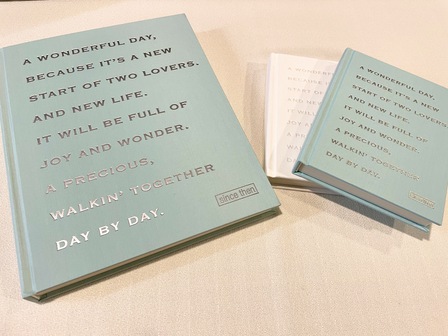 A WONDERFUL DAY,
BECAUSE IT'S A NEW
START OF TWO LOVERS.
AND NEW LIFE.
IT WILL BE FULL OF
JOY AND WONDER.
A PRECIOUS,
WALKIN' TOGETHER
DAY BY DAY.
since then
A WONDERFUL
A WONDERFUL DAY,
BECAUSE IT'S A NEW
START OF TWO LOVERS.
AND NEW LIFE.
IT WILL BE FULL OF
JOY AND WONDER.
A PRECIOUS,
WALKIN' TOGETHER
DAY BY DAY.